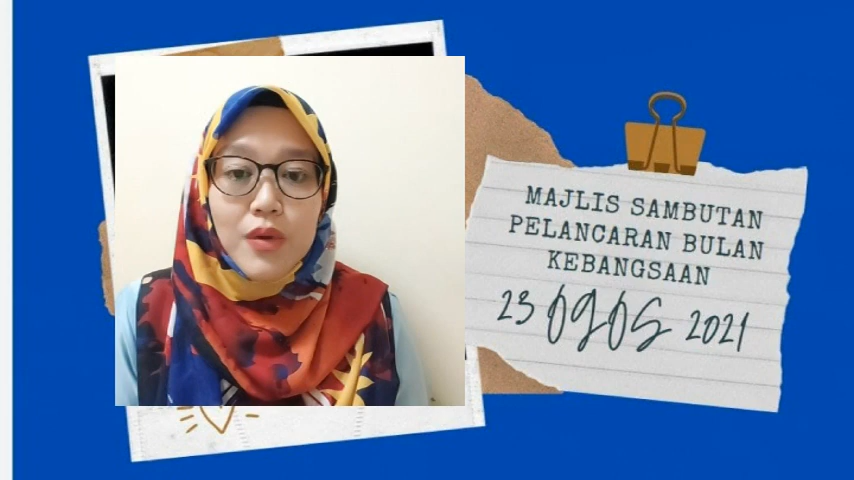 MAJLIS SAMBUTAN
PELANCARAN BULAN
KEBANGSAAN
23 OGOS 2021